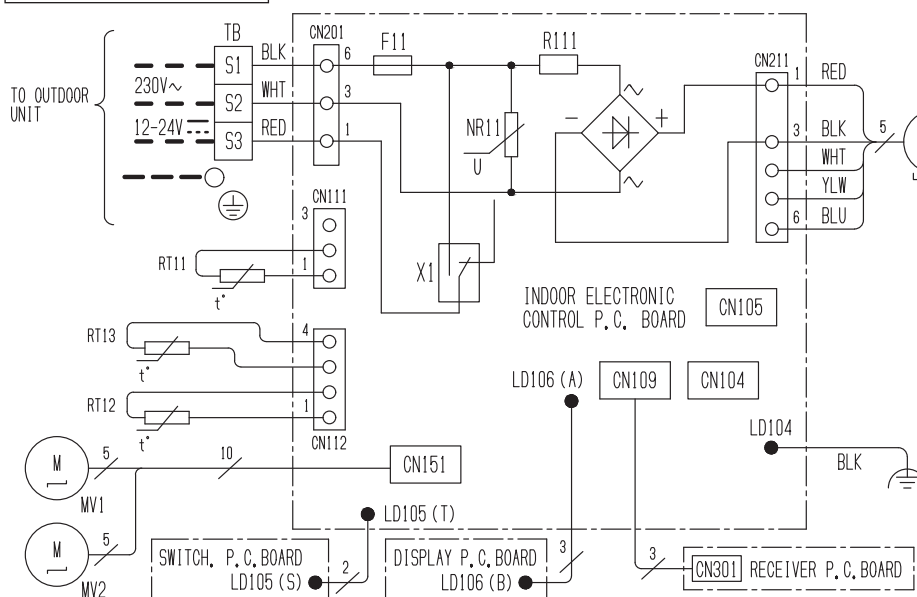 TB
CN201
F11
R111
CN211
S1
BLK
6
1
RED
230V~
TO OUTDOOR
UNIT
S2
WHT
3
NR11
U
~
−
+
~
3
BLK
5
12-24V
S3
RED
1
WHT
YLW
6
BLU
CN111
3
RT11
1
t°
X1
INDOOR ELECTRONIC
CONTROL P.C. BOARD
CN105
RT13
4
t°
RT12
1
t°
CN112
LD106 (A)
CN109
CN104
LD104
BLK
M
5
10
CN151
MV1
LD105 (T)
M
5
MV2
SWITCH. P.C.BOARD
LD105 (S)
2
DISPLAY P.C.BOARD
LD106 (B)
3
3
CN301
RECEIVER P.C.BOARD